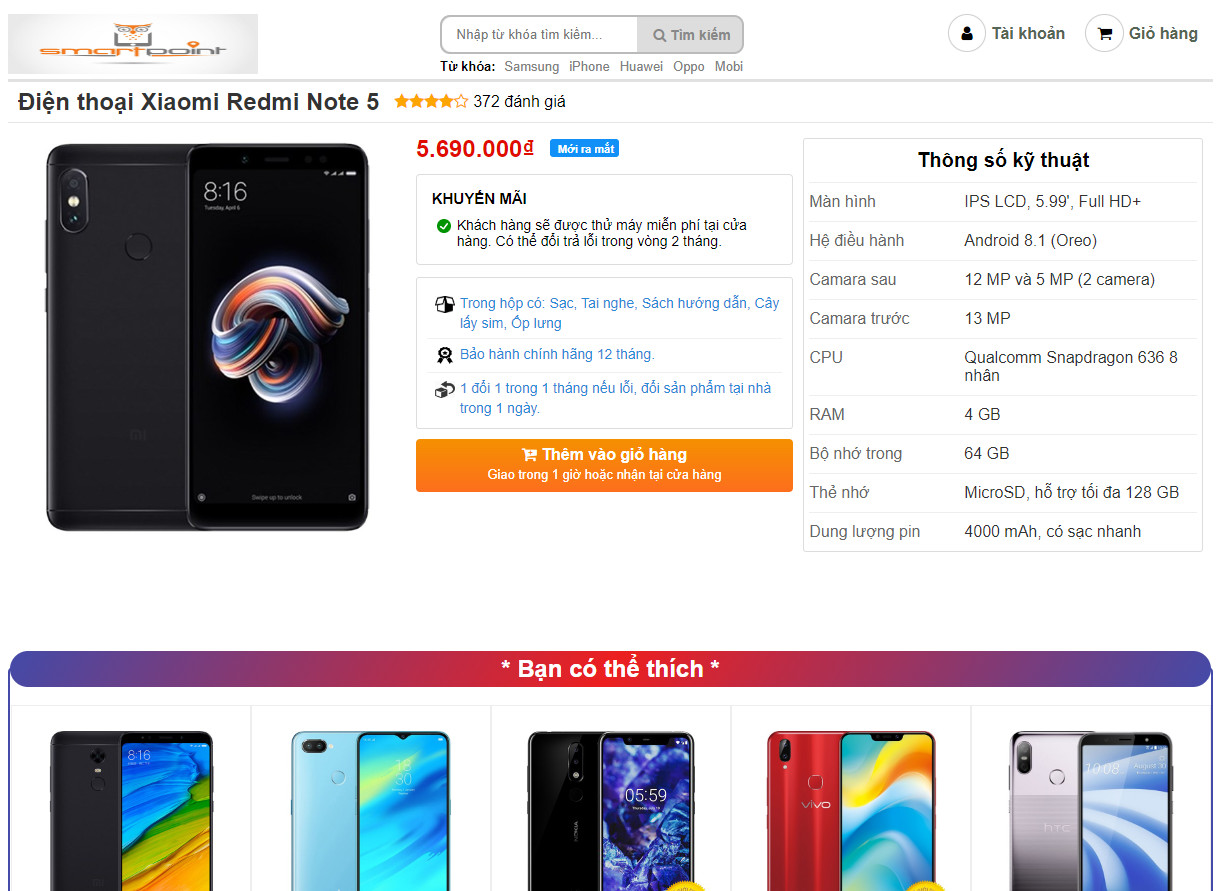 smartpoint
Nhập từ khóa tìm kiếm...
Tìm kiếm
Từ khóa: Samsung iPhone Huawei Oppo Mobi
Tài khoản
Giỏ hàng
Điện thoại Xiaomi Redmi Note 5 372 đánh giá
8:16
Tuesday, April 5
Swipe up to unlock
5.690.000₫ Mới ra mắt
KHUYẾN MÃI
Khách hàng sẽ được thử máy miễn phí tại cửa
hàng. Có thể đổi trả lỗi trong vòng 2 tháng.
Trong hộp có: Sạc, Tai nghe, Sách hướng dẫn, Cây
lấy sim, Ốp lưng
Bảo hành chính hãng 12 tháng.
1 đổi 1 trong 1 tháng nếu lỗi, đổi sản phẩm tại nhà
trong 1 ngày.
Thêm vào giỏ hàng
Giao trong 1 giờ hoặc nhận tại cửa hàng
Thông số kỹ thuật
Màn hình IPS LCD, 5.99', Full HD+
Hệ điều hành Android 8.1 (Oreo)
Camara sau 12 MP và 5 MP (2 camera)
Camara trước 13 MP
CPU Qualcomm Snapdragon 636 8
nhân
RAM 4 GB
Bộ nhớ trong 64 GB
Thẻ nhớ MicroSD, hỗ trợ tối đa 128 GB
Dung lượng pin 4000 mAh, có sạc nhanh
* Bạn có thể thích *
8:16
18
30
NOKIA
05:59
vivo
hTC
10:08
August 30